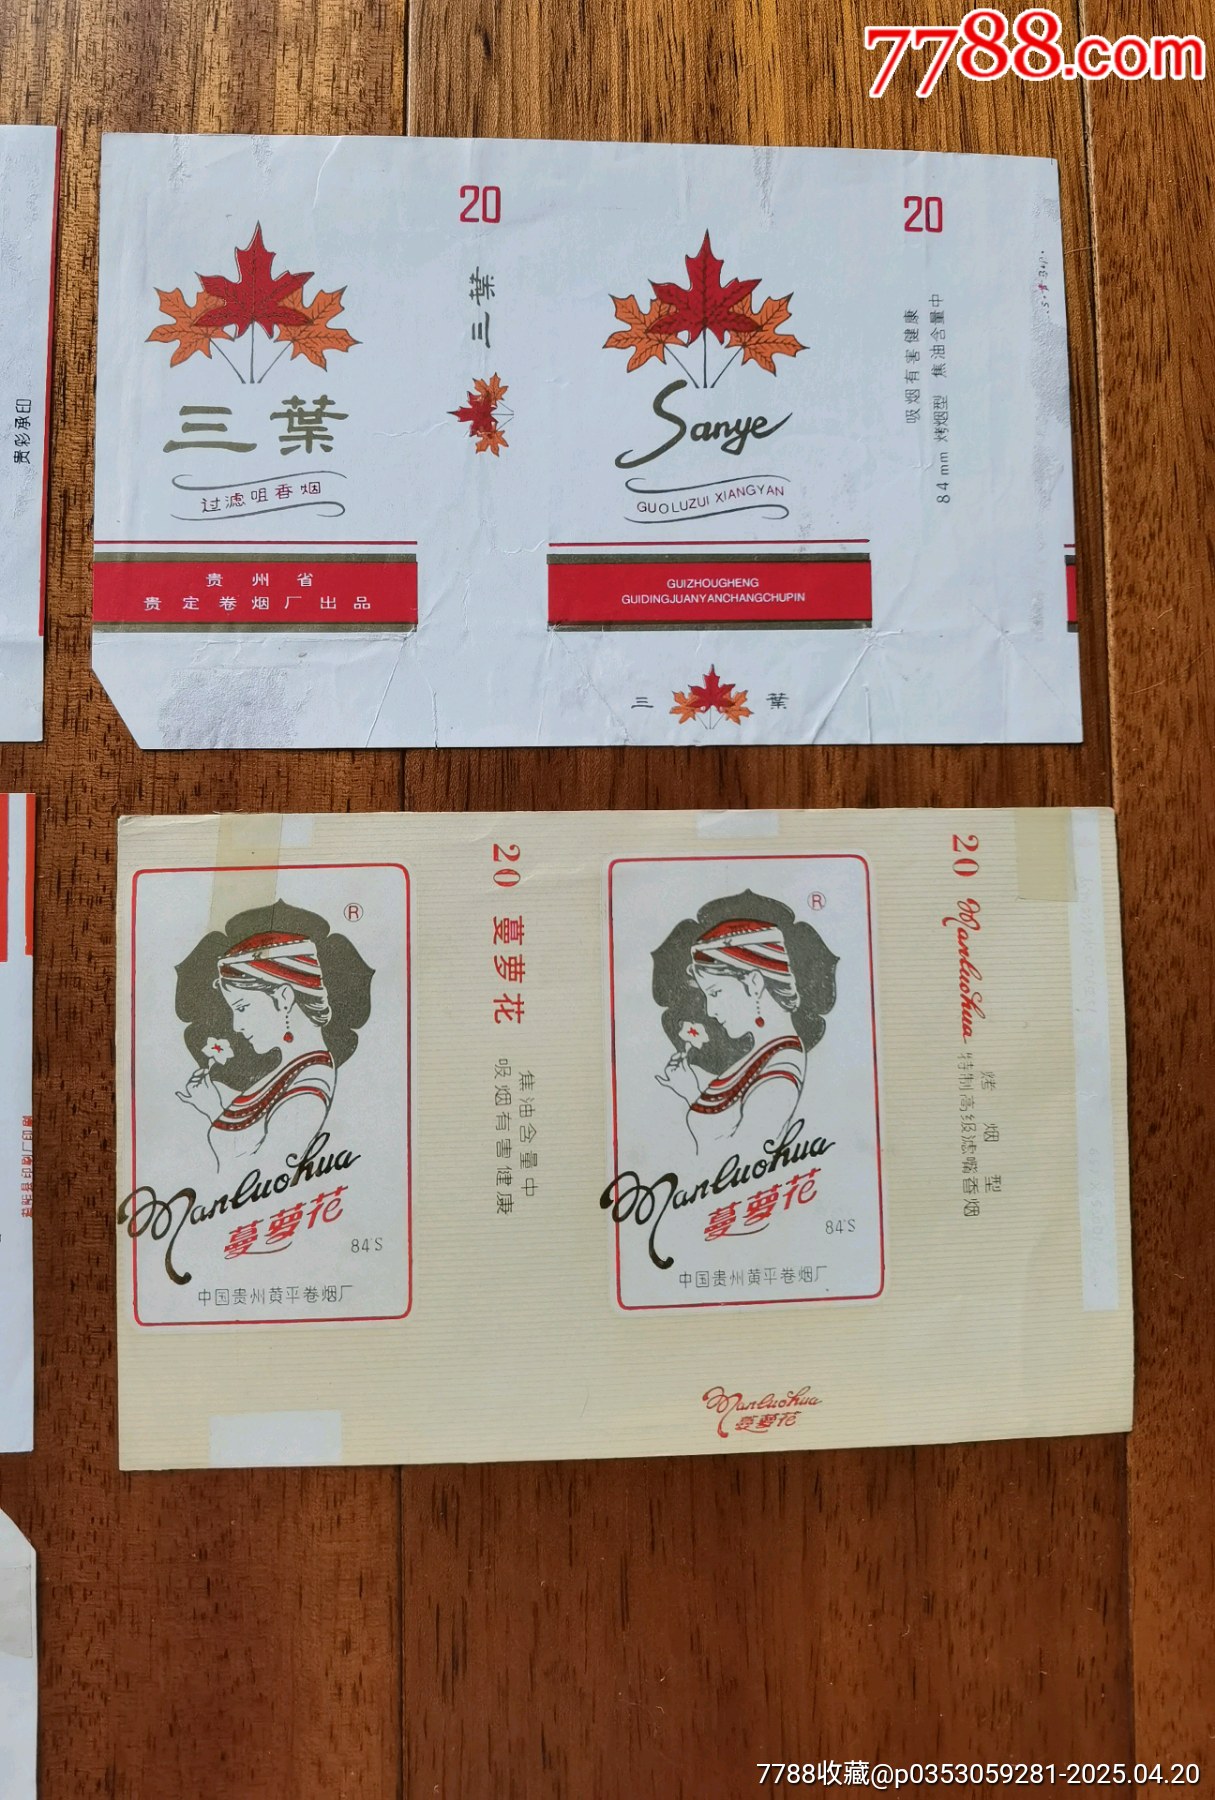 7788.com
贵彩承印
三葉
过滤咀香烟
贵州省
贵定卷烟厂出品
20
三葉
Sanye
GUOLUZUI XIANGYAN
GUIZHOUGHENG
GUIDINGJUANYANCHANGCHUPIN
三葉
20
吸烟有害健康
84mm 烤烟型 焦油含量中
R
Manluohua
蔓萝花
84'S
中国贵州黄平卷烟厂
20 蔓萝花
焦油含量中
吸烟有害健康
R
Manluohua
蔓萝花
84'S
中国贵州黄平卷烟厂
Manluohua
蔓萝花
20 Manluohua
烤烟型
特制高级滤嘴香烟
7788收藏@p0353059281-2025.04.20